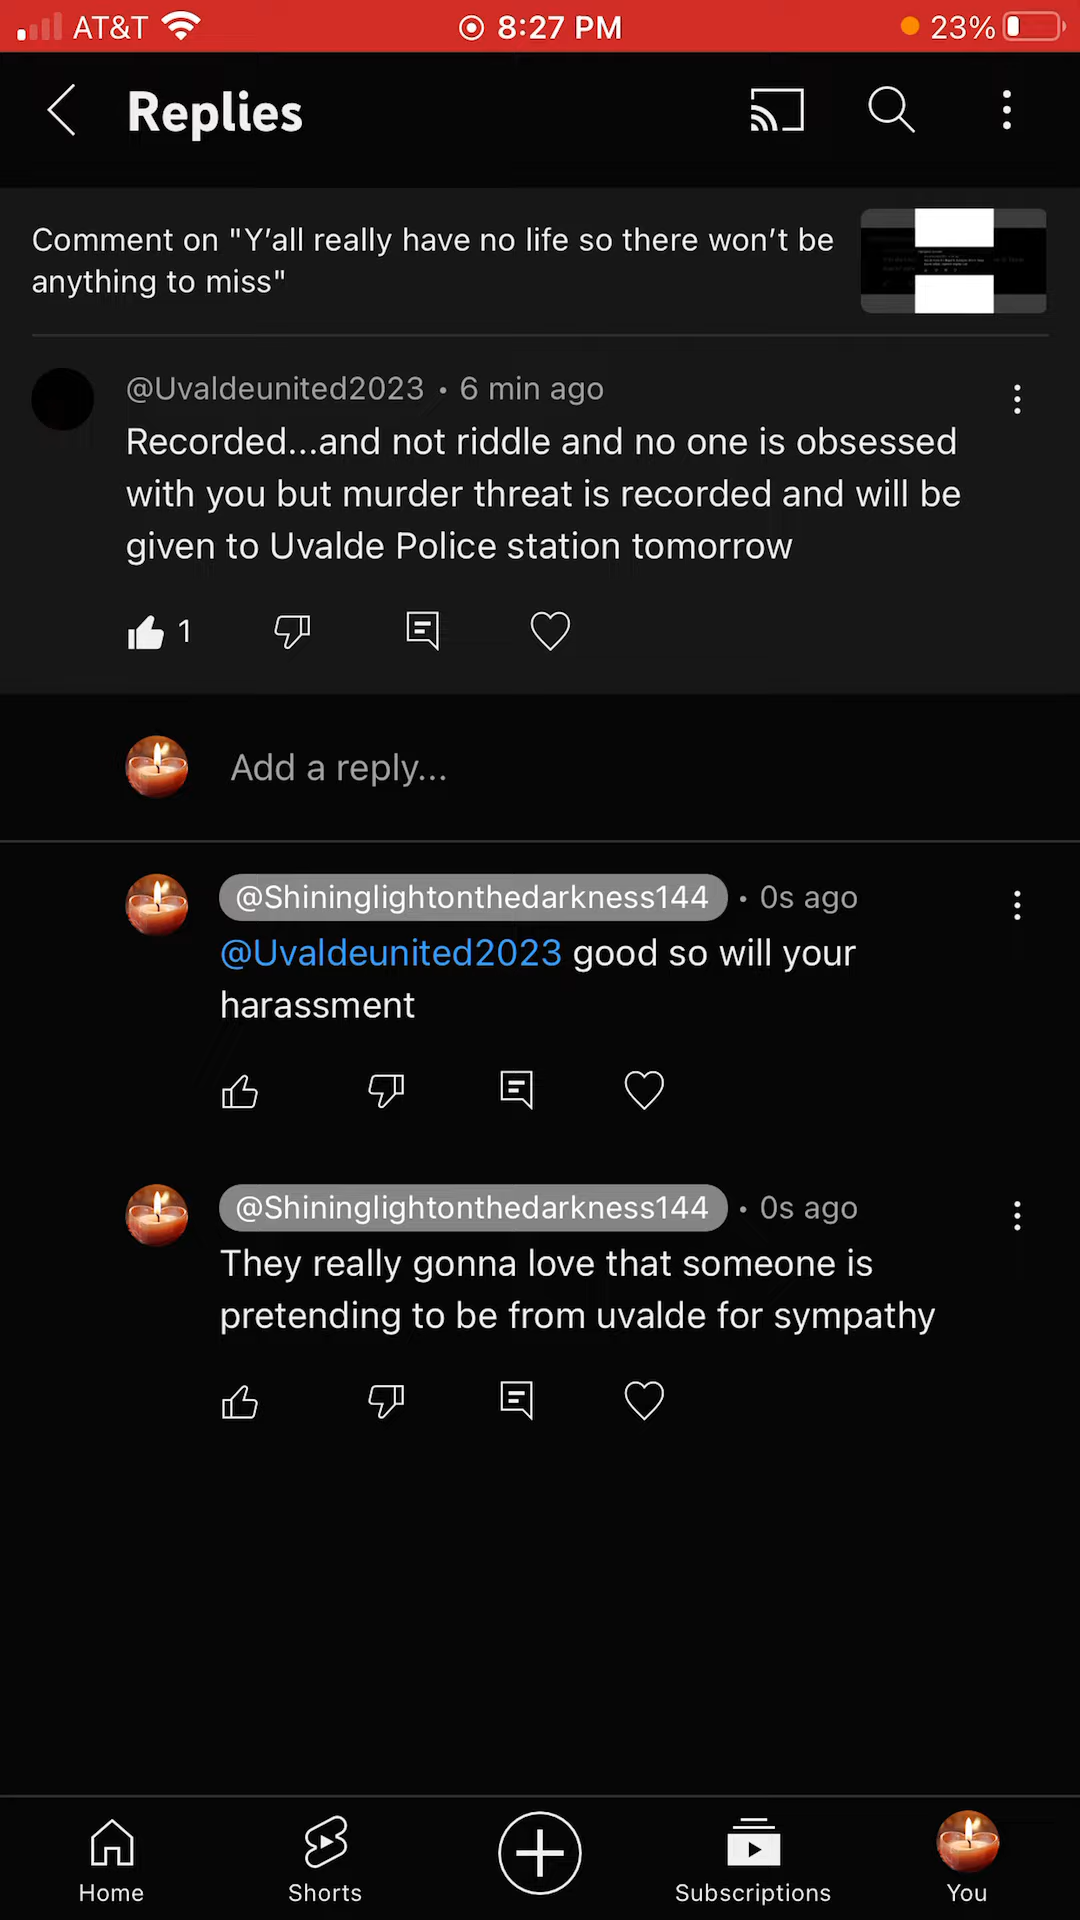 AT&T 8:27 PM 23%
Replies
Comment on "Y'all really have no life so there won't be
anything to miss"
@Uvaldeunited2023 • 6 min ago
Recorded...and not riddle and no one is obsessed
with you but murder threat is recorded and will be
given to Uvalde Police station tomorrow
1
Add a reply...
@Shininglightonthedarkness144 • 0s ago
@Uvaldeunited2023 good so will your
harassment
@Shininglightonthedarkness144 • 0s ago
They really gonna love that someone is
pretending to be from uvalde for sympathy
Home Shorts Subscriptions You